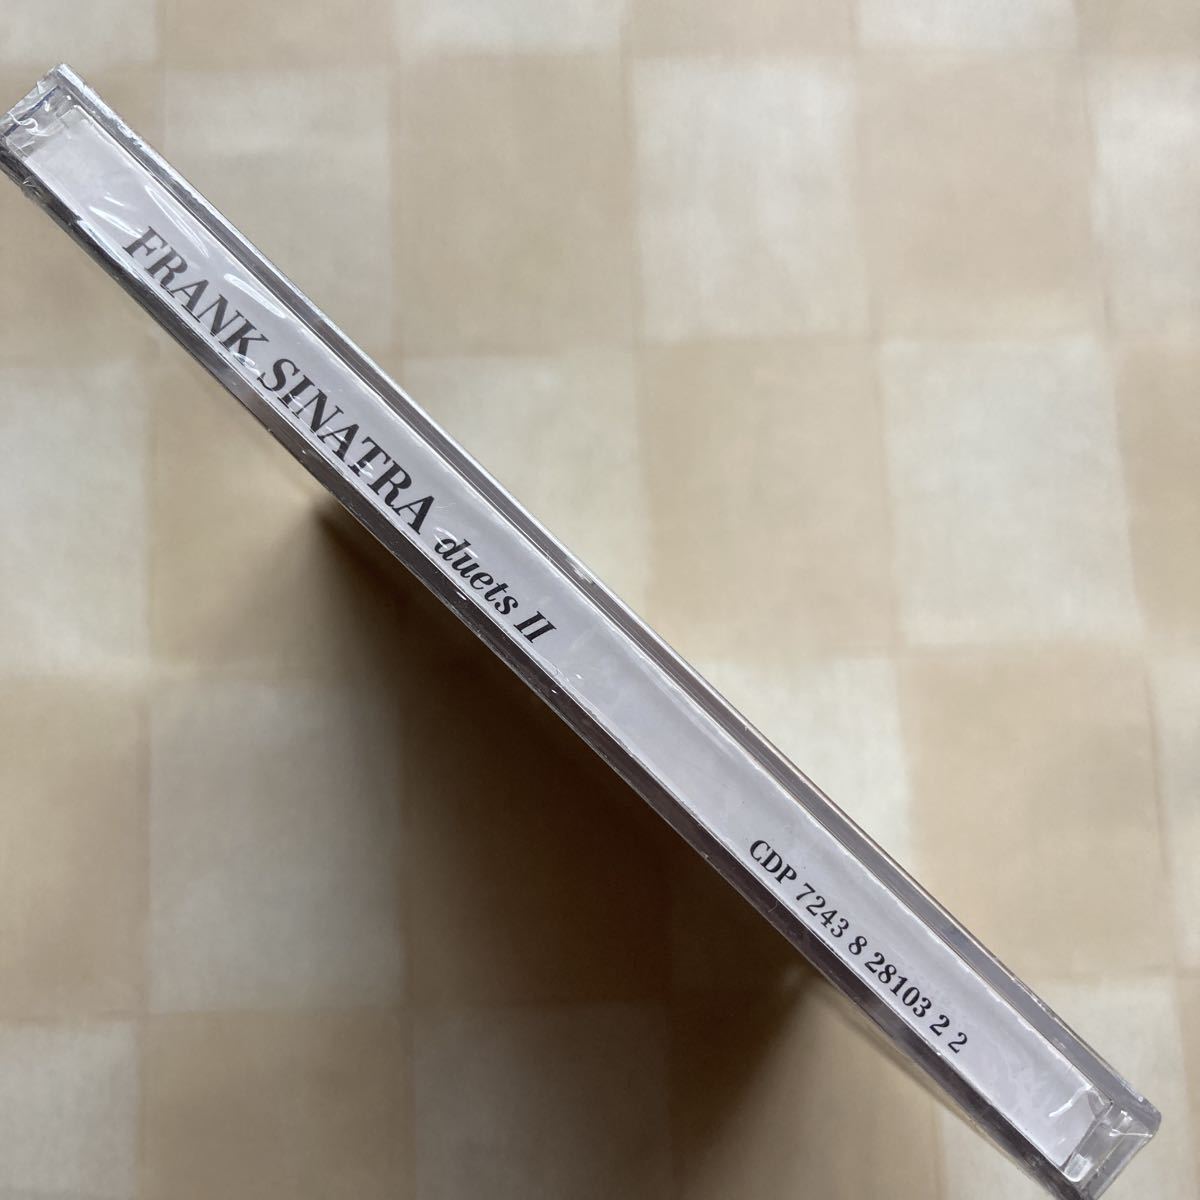 FRANK SINATRA duets II
CDP 7243 8 28103 2 2